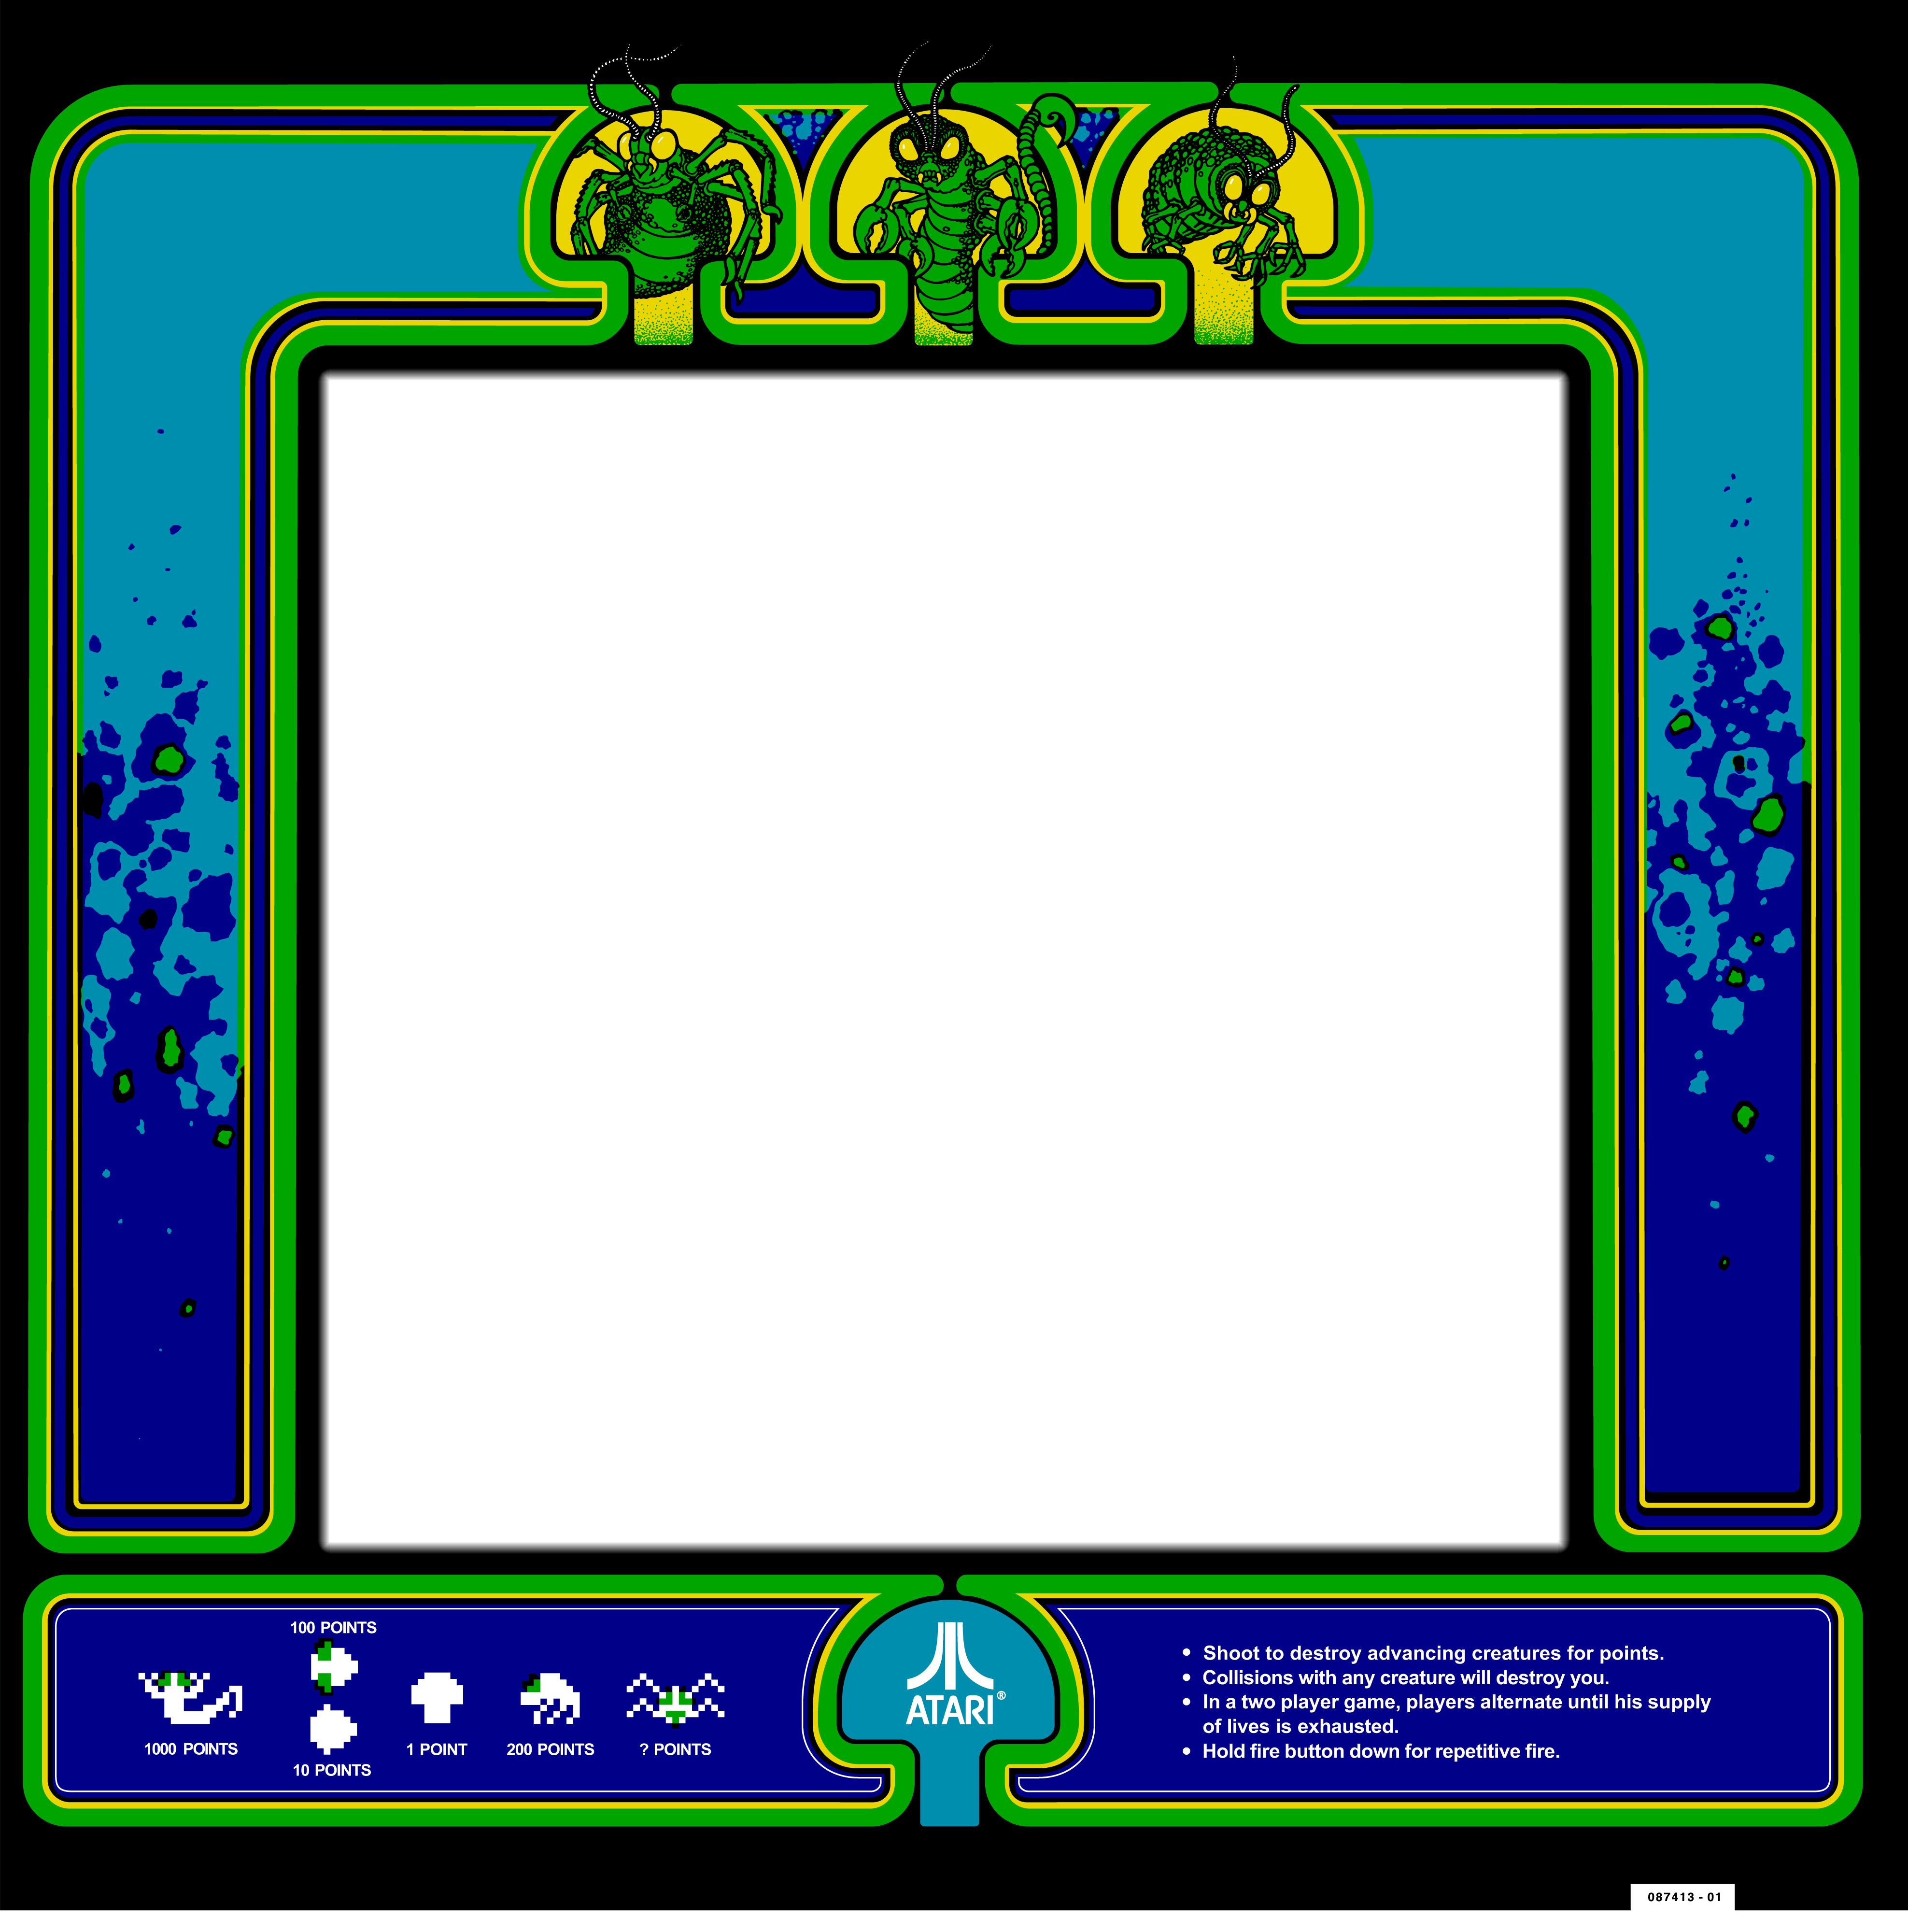 100 POINTS
1000 POINTS
10 POINTS
1 POINT
200 POINTS
? POINTS
ATARI®
• Shoot to destroy advancing creatures for points.
• Collisions with any creature will destroy you.
• In a two player game, players alternate until his supply
of lives is exhausted.
• Hold fire button down for repetitive fire.
087413 - 01